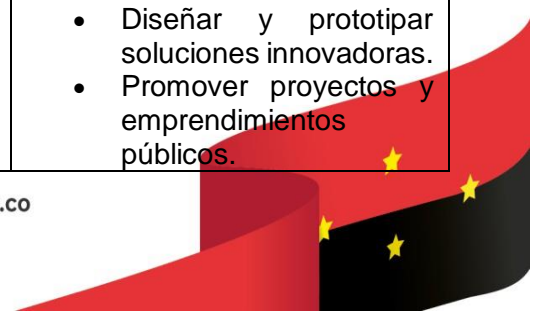 • Diseñar y prototipar
soluciones innovadoras.
• Promover proyectos y
emprendimientos
públicos.
.co